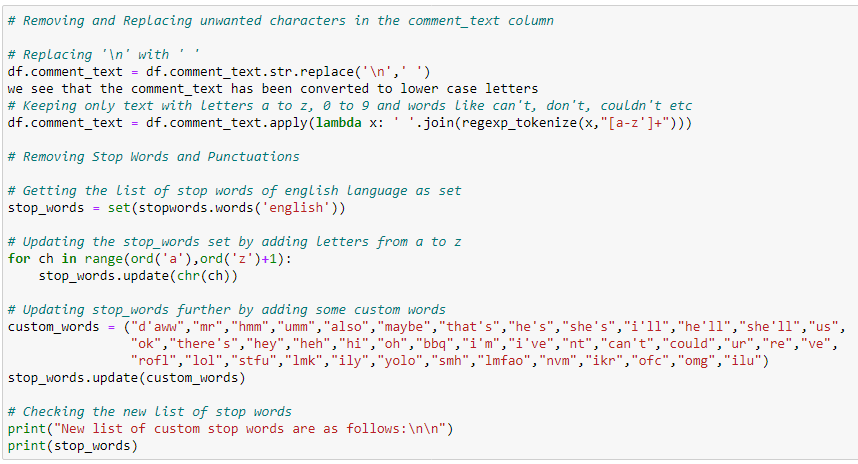 # Removing and Replacing unwanted characters in the comment_text column
# Replacing '\n' with ' '
df.comment_text = df.comment_text.str.replace('\n',' ')
we see that the comment_text has been converted to lower case letters
# Keeping only text with letters a to z, 0 to 9 and words like can't, don't, couldn't etc
df.comment_text = df.comment_text.apply(lambda x: ' '.join(regexp_tokenize(x,"[a-z']+")))
# Removing Stop Words and Punctuations
# Getting the list of stop words of english language as set
stop_words = set(stopwords.words('english'))
# Updating the stop_words set by adding letters from a to z
for ch in range(ord('a'),ord('z')+1):
    stop_words.update(chr(ch))
# Updating stop_words further by adding some custom words
custom_words = ("d'aww","mr","hmm","umm","also","maybe","that's","he's","she's","i'll","he'll","she'll","us",
                "ok","there's","hey","heh","hi","oh","bbq","i'm","i've","nt","can't","could","ur","re","ve",
                "rofl","lol","stfu","lmk","ily","yolo","smh","lmfao","nvm","ikr","ofc","omg","ilu")
stop_words.update(custom_words)
# Checking the new list of stop words
print("New list of custom stop words are as follows:\n\n")
print(stop_words)